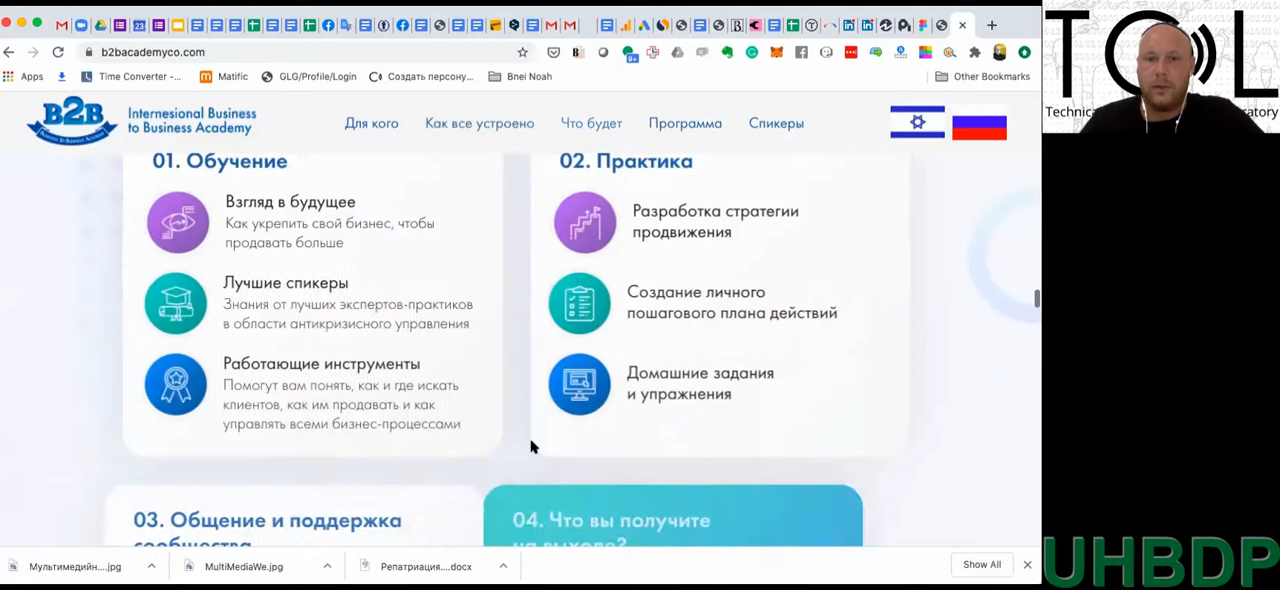 b2bacademyco.com
Apps
Time Converter -...
Matific
GLG/Profile/Login
Создать персону...
Bnei Noah
Other Bookmarks
B2B
Internesional Business
to Business Academy
Для кого
Как все устроено
Что будет
Программа
Спикеры
01. Обучение
Взгляд в будущее
Как укрепить свой бизнес, чтобы
продавать больше
Лучшие спикеры
Знания от лучших экспертов-практиков
в области антикризисного управления
Работающие инструменты
Помогут вам понять, как и где искать
клиентов, как им продавать и как
управлять всеми бизнес-процессами
02. Практика
Разработка стратегии
продвижения
Создание личного
пошагового плана действий
Домашние задания
и упражнения
03. Общение и поддержка
сообщества
04. Что вы получите
на выходе?
Мультимедийн....jpg
MultiMediaWe.jpg
Репатриация....docx
Show All
UHBDP